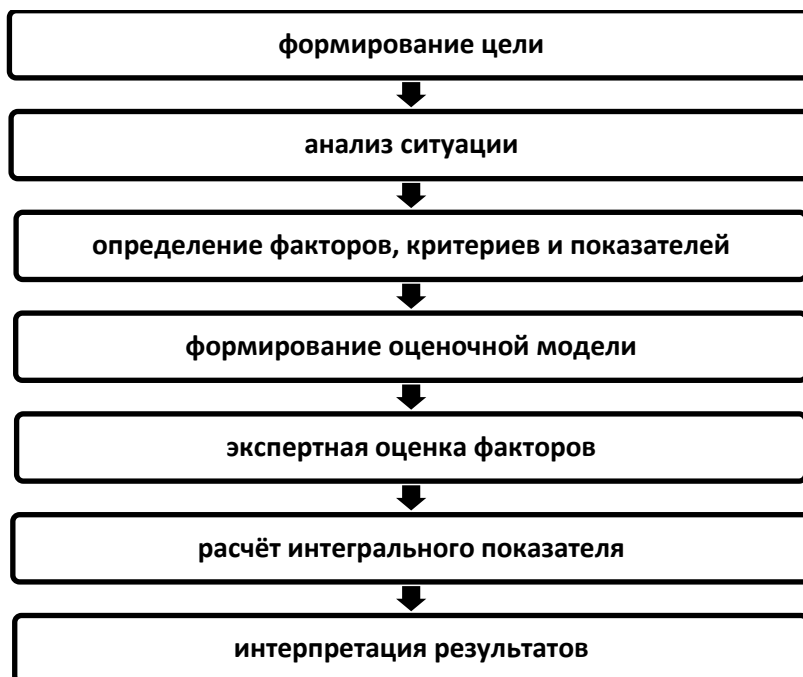 формирование цели
анализ ситуации
определение факторов, критериев и показателей
формирование оценочной модели
экспертная оценка факторов
расчёт интегрального показателя
интерпретация результатов